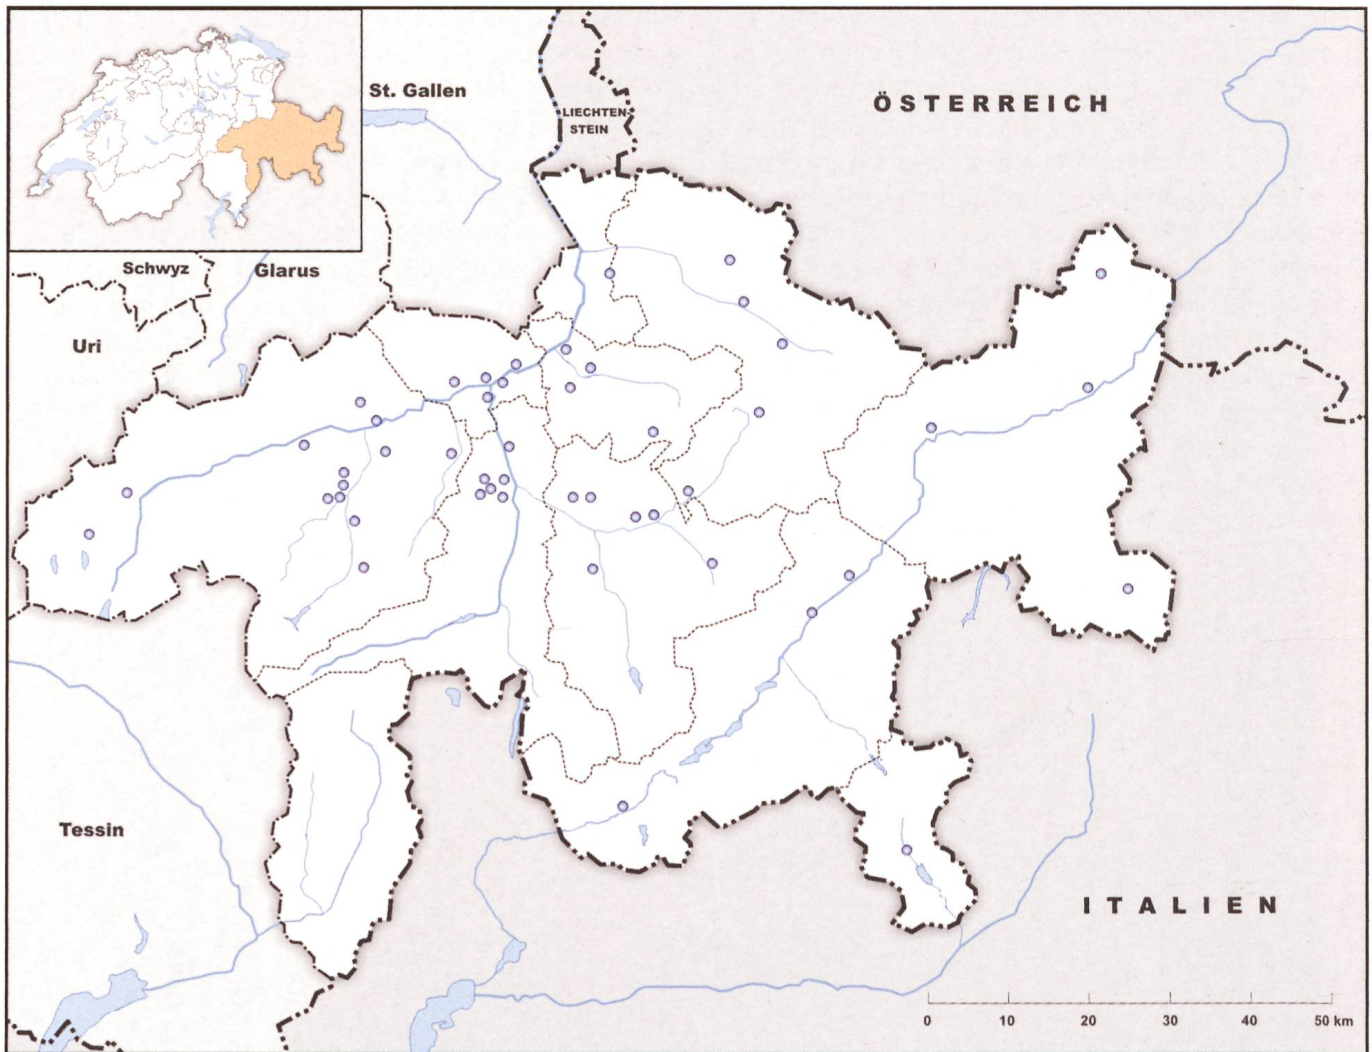 St. Gallen
LIECHTEN-
STEIN
ÖSTERREICH
Schwyz
Glarus
Uri
Tessin
ITALIEN
0 10 20 30 40 50 km